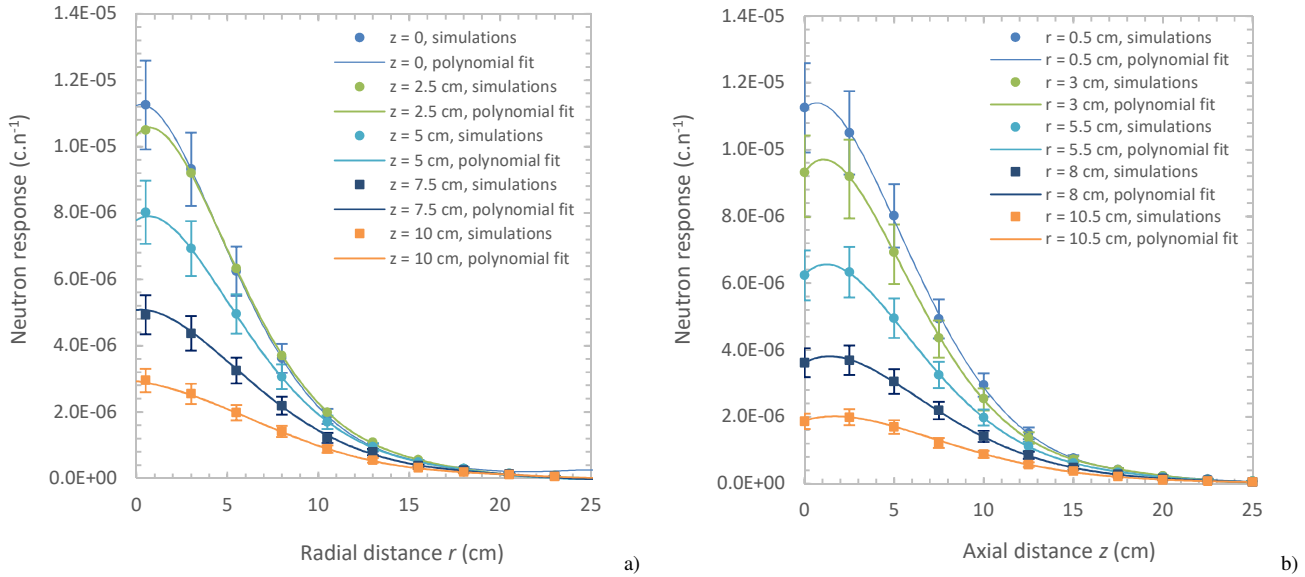 1.4E-05
1.2E-05
1.0E-05
8.0E-06
6.0E-06
4.0E-06
2.0E-06
0.0E+00
Neutron response (c.n⁻¹)
z = 0, simulations
z = 0, polynomial fit
z = 2.5 cm, simulations
z = 2.5 cm, polynomial fit
z = 5 cm, simulations
z = 5 cm, polynomial fit
z = 7.5 cm, simulations
z = 7.5 cm, polynomial fit
z = 10 cm, simulations
z = 10 cm, polynomial fit
0 5 10 15 20 25
Radial distance r (cm)
a)
1.4E-05
1.2E-05
1.0E-05
8.0E-06
6.0E-06
4.0E-06
2.0E-06
0.0E+00
Neutron response (c.n⁻¹)
r = 0.5 cm, simulations
r = 0.5 cm, polynomial fit
r = 3 cm, simulations
r = 3 cm, polynomial fit
r = 5.5 cm, simulations
r = 5.5 cm, polynomial fit
r = 8 cm, simulations
r = 8 cm, polynomial fit
r = 10.5 cm, simulations
r = 10.5 cm, polynomial fit
0 5 10 15 20 25
Axial distance z (cm)
b)